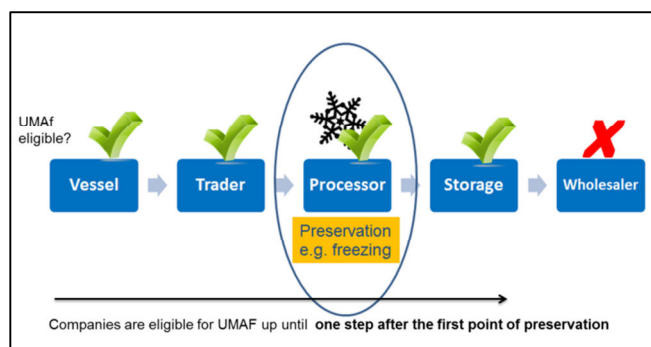 UMAf
eligible?
Vessel
Trader
Processor
Storage
Wholesaler
Preservation
e.g. freezing
Companies are eligible for UMAF up until one step after the first point of preservation